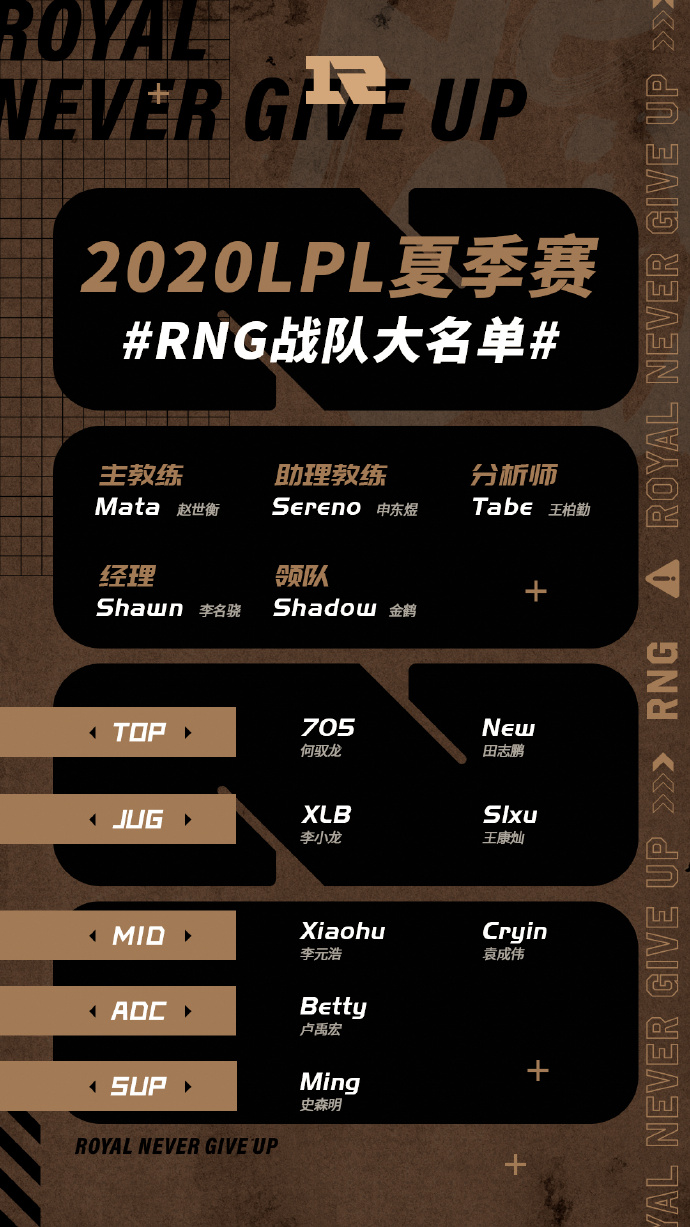 ROYAL
NEVER GIVE UP
R
2020LPL夏季赛
#RNG战队大名单#
主教练 助理教练 分析师
Mata 赵世衡 Sereno 申东煜 Tabe 王柏勤
经理 领队
Shawn 李名骁 Shadow 金鹤
TOP 705 New
何驭龙 田志鹏
JUG XLB Slxu
李小龙 王康灿
MID Xiaohu Cryin
李元浩 袁成伟
ADC Betty
卢禹宏
SUP Ming
史森明
ROYAL NEVER GIVE UP
ROYAL NEVER GIVE UP
RNG
YAL NEVER GIVE UP